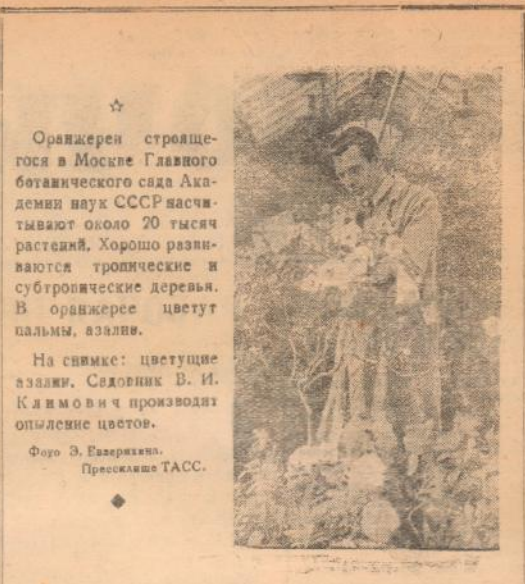 Оранжереи строяще-
гося в Москве Главного
ботанического сада Ака-
демии наук СССР насчи-
тывают около 20 тысяч
растений. Хорошо разви-
ваются тропические и
субтропические деревья.
В оранжерее цветут
пальмы, азалии.
На снимке: цветущие
азалии. Садовник В. И.
Климович производит
опыление цветов.
Фото Э. Евзерихина.
Прессклише ТАСС.